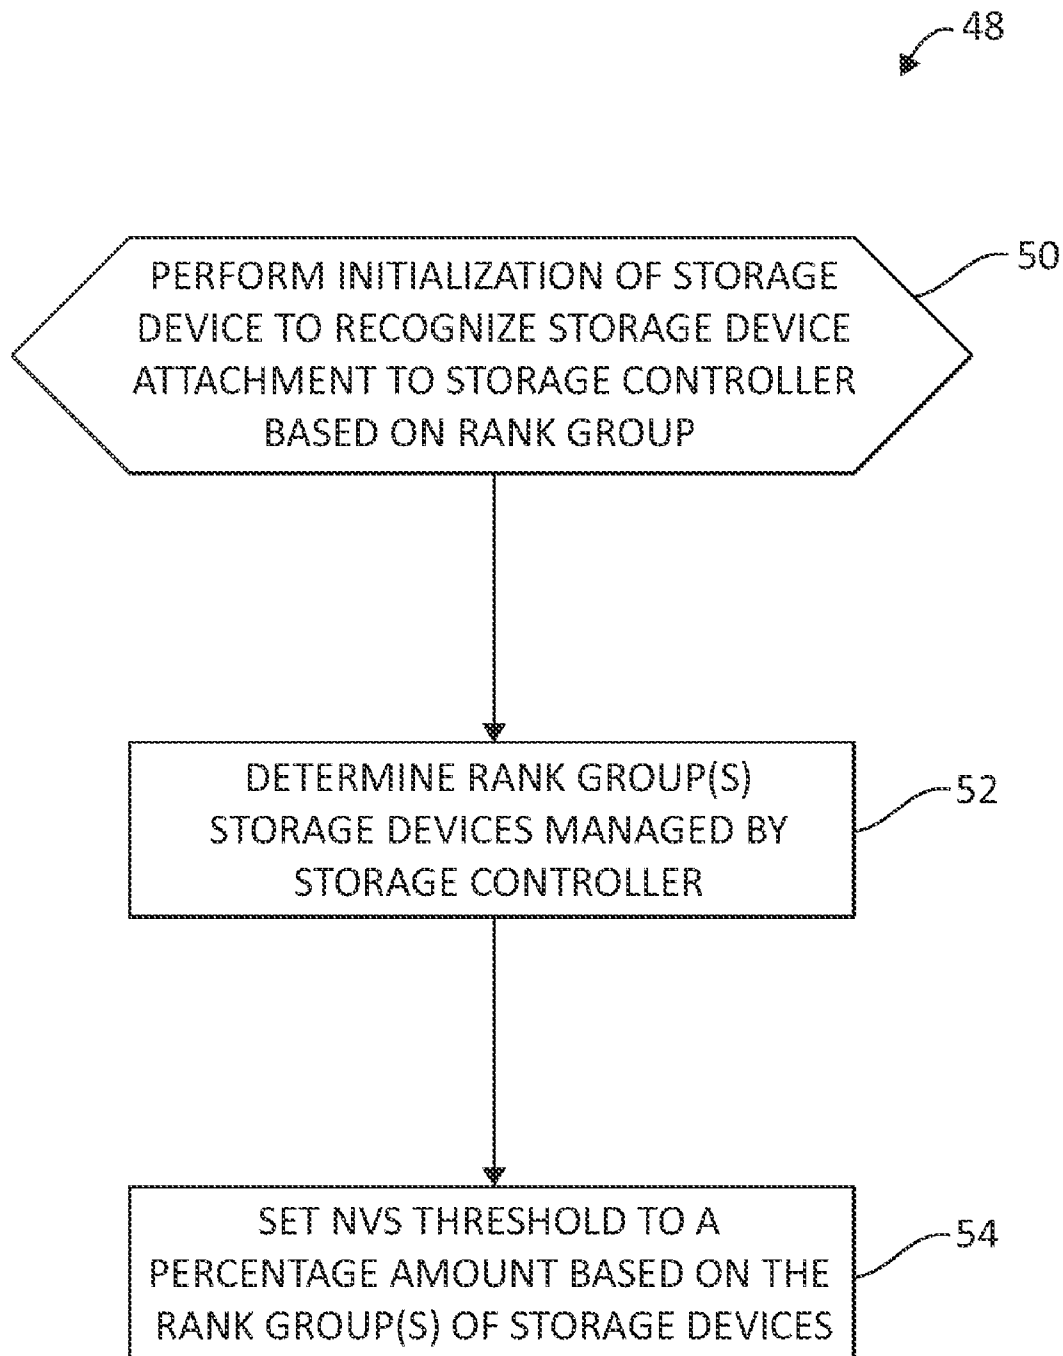 48
PERFORM INITIALIZATION OF STORAGE
DEVICE TO RECOGNIZE STORAGE DEVICE
ATTACHMENT TO STORAGE CONTROLLER
BASED ON RANK GROUP
50
DETERMINE RANK GROUP(S)
STORAGE DEVICES MANAGED BY
STORAGE CONTROLLER
52
SET NVS THRESHOLD TO A
PERCENTAGE AMOUNT BASED ON THE
RANK GROUP(S) OF STORAGE DEVICES
54